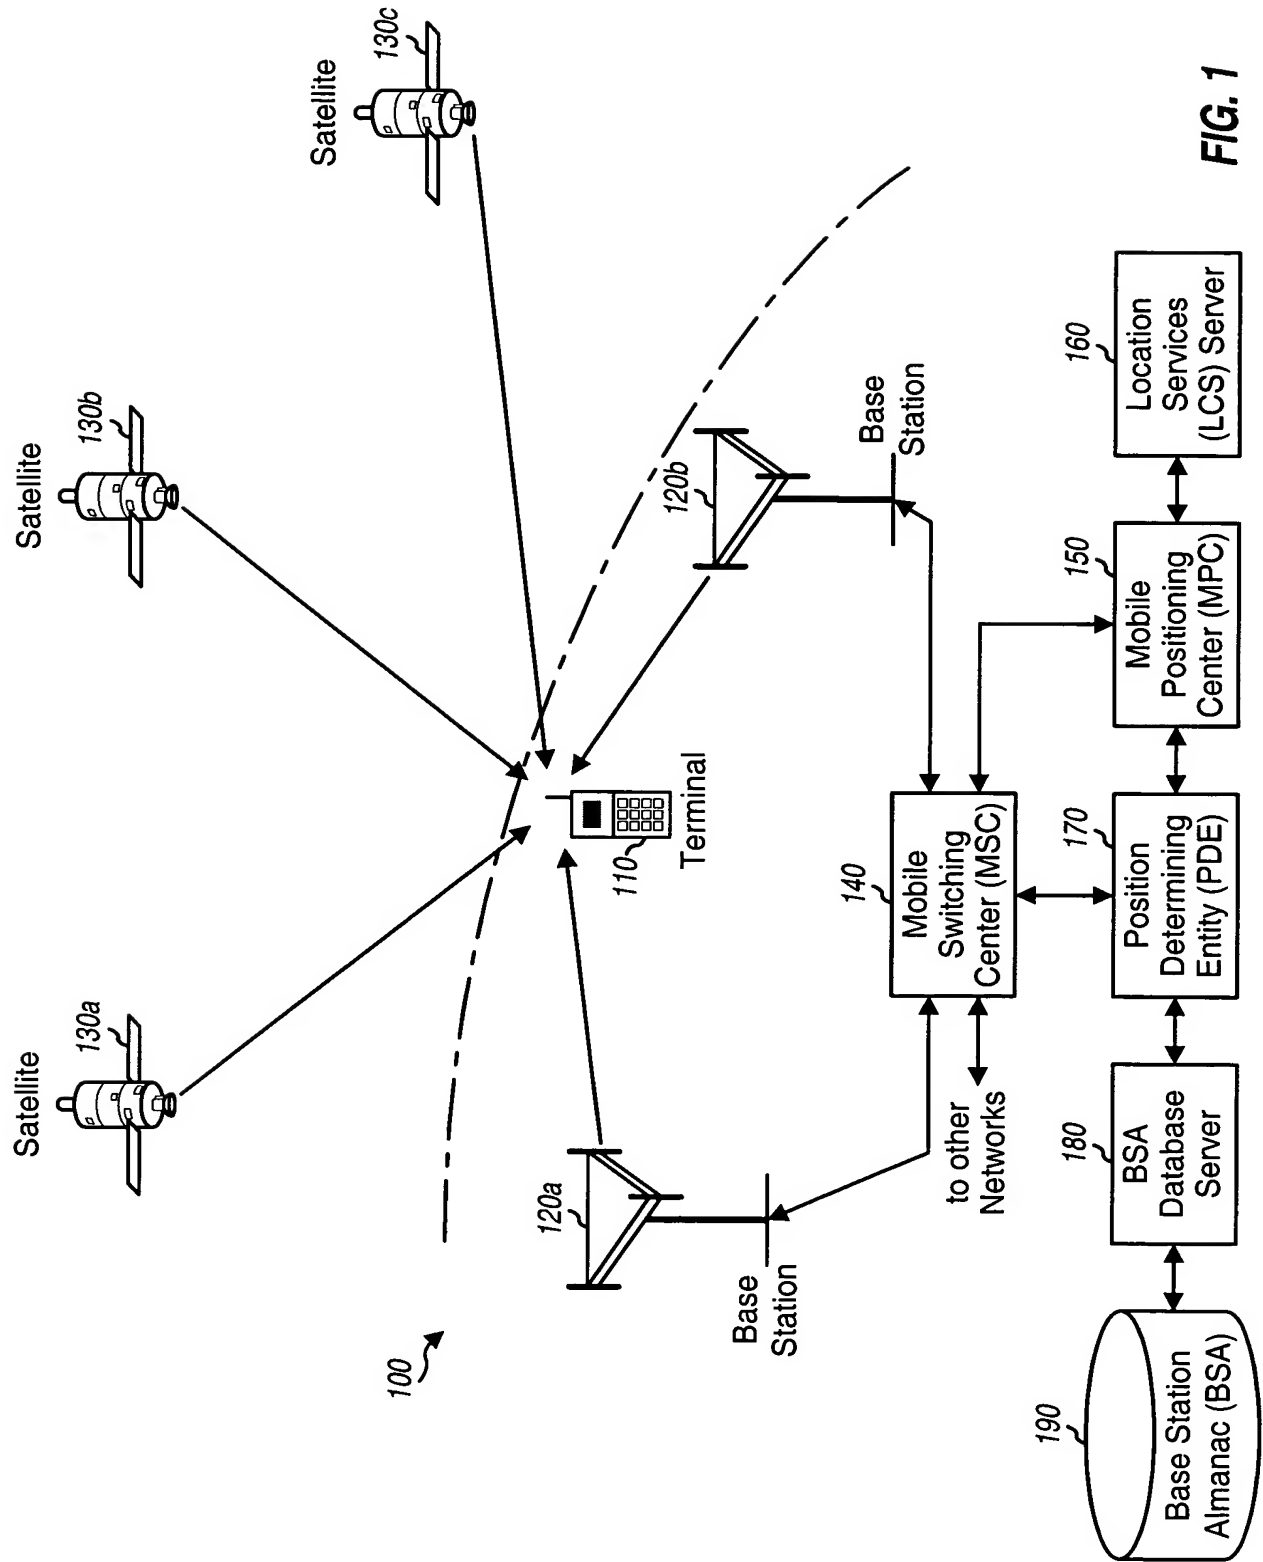 Satellite
130a
Satellite
130b
Satellite
130c
100
120a
Base
Station
110
Terminal
120b
Base
Station
140
Mobile
Switching
Center (MSC)
to other
Networks
190
Base Station
Almanac (BSA)
180
BSA
Database
Server
170
Position
Determining
Entity (PDE)
150
Mobile
Positioning
Center (MPC)
160
Location
Services
(LCS) Server
FIG. 1